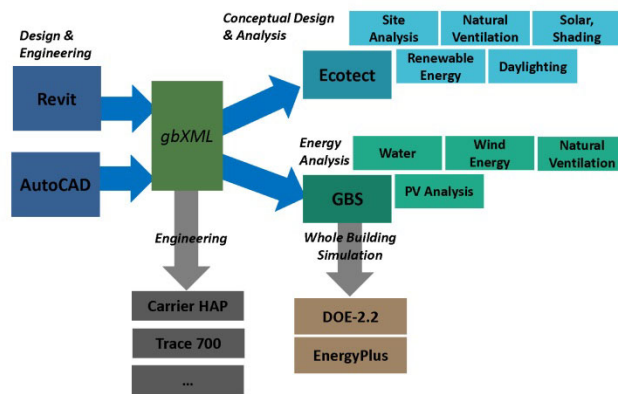 Design &
Engineering
Revit
AutoCAD
gbXML
Conceptual Design
& Analysis
Ecotect
Site
Analysis
Natural
Ventilation
Solar,
Shading
Renewable
Energy
Daylighting
Energy
Analysis
GBS
Water
Wind
Energy
Natural
Ventilation
PV Analysis
Engineering
Carrier HAP
Trace 700
...
Whole Building
Simulation
DOE-2.2
EnergyPlus